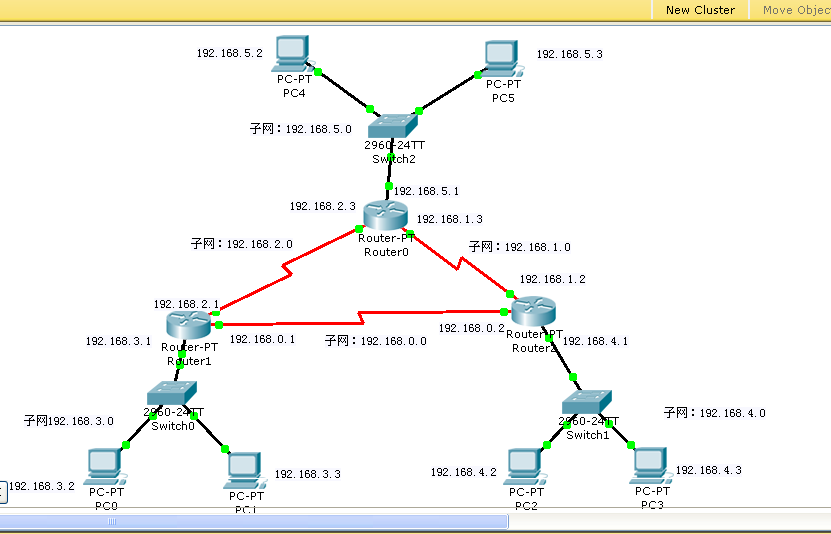 New Cluster
Move Objec
192.168.5.2
192.168.5.3
PC-PT
PC4
PC-PT
PC5
子网：192.168.5.0
2960-24TT
Switch2
192.168.5.1
192.168.2.3
192.168.1.3
Router-PT
Router0
子网：192.168.2.0
子网：192.168.1.0
192.168.1.2
192.168.2.1
192.168.0.2
Router-PT
Router2
192.168.3.1
192.168.0.1
子网：192.168.0.0
192.168.4.1
Router-PT
Router1
2960-24TT
Switch0
子网192.168.3.0
子网：192.168.4.0
2960-24TT
Switch1
192.168.3.2
192.168.3.3
192.168.4.2
192.168.4.3
PC-PT
PC0
PC-PT
PC1
PC-PT
PC2
PC-PT
PC3